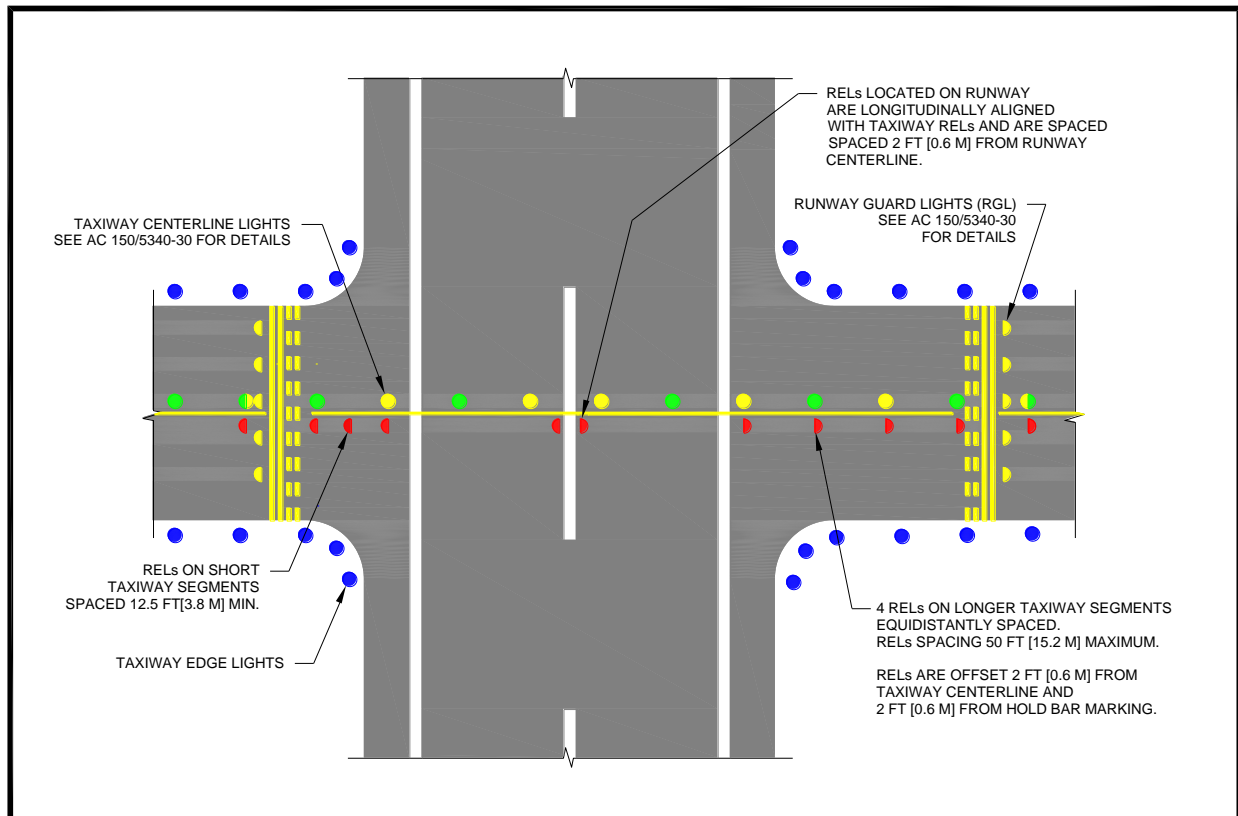 RELs LOCATED ON RUNWAY
ARE LONGITUDINALLY ALIGNED
WITH TAXIWAY RELs AND ARE SPACED
SPACED 2 FT [0.6 M] FROM RUNWAY
CENTERLINE.
TAXIWAY CENTERLINE LIGHTS
SEE AC 150/5340-30 FOR DETAILS
RUNWAY GUARD LIGHTS (RGL)
SEE AC 150/5340-30
FOR DETAILS
RELs ON SHORT
TAXIWAY SEGMENTS
SPACED 12.5 FT[3.8 M] MIN.
TAXIWAY EDGE LIGHTS
4 RELs ON LONGER TAXIWAY SEGMENTS
EQUIDISTANTLY SPACED.
RELs SPACING 50 FT [15.2 M] MAXIMUM.
RELs ARE OFFSET 2 FT [0.6 M] FROM
TAXIWAY CENTERLINE AND
2 FT [0.6 M] FROM HOLD BAR MARKING.